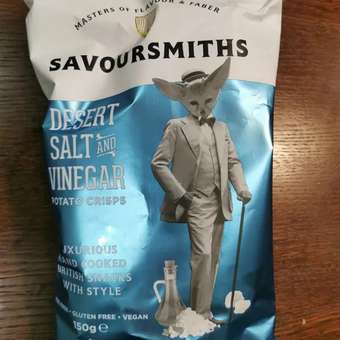 MASTERS OF FLAVOUR & FABER
SAVOURSMITHS
DESERT
SALT AND
VINEGAR
POTATO CRISPS
LUXURIOUS
HAND COOKED
BRITISH SNACKS
WITH STYLE
• GLUTEN FREE • VEGAN
150g e